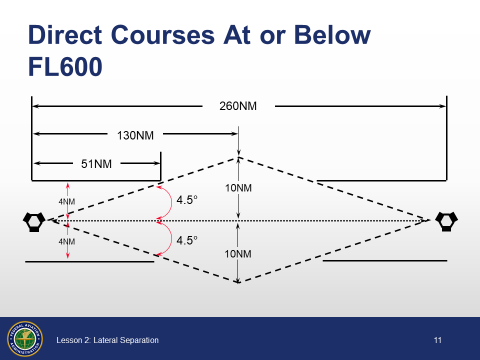 Direct Courses At or Below
FL600
260NM
130NM
51NM
4NM
10NM
4.5°
4NM
4.5°
10NM
Lesson 2: Lateral Separation
11